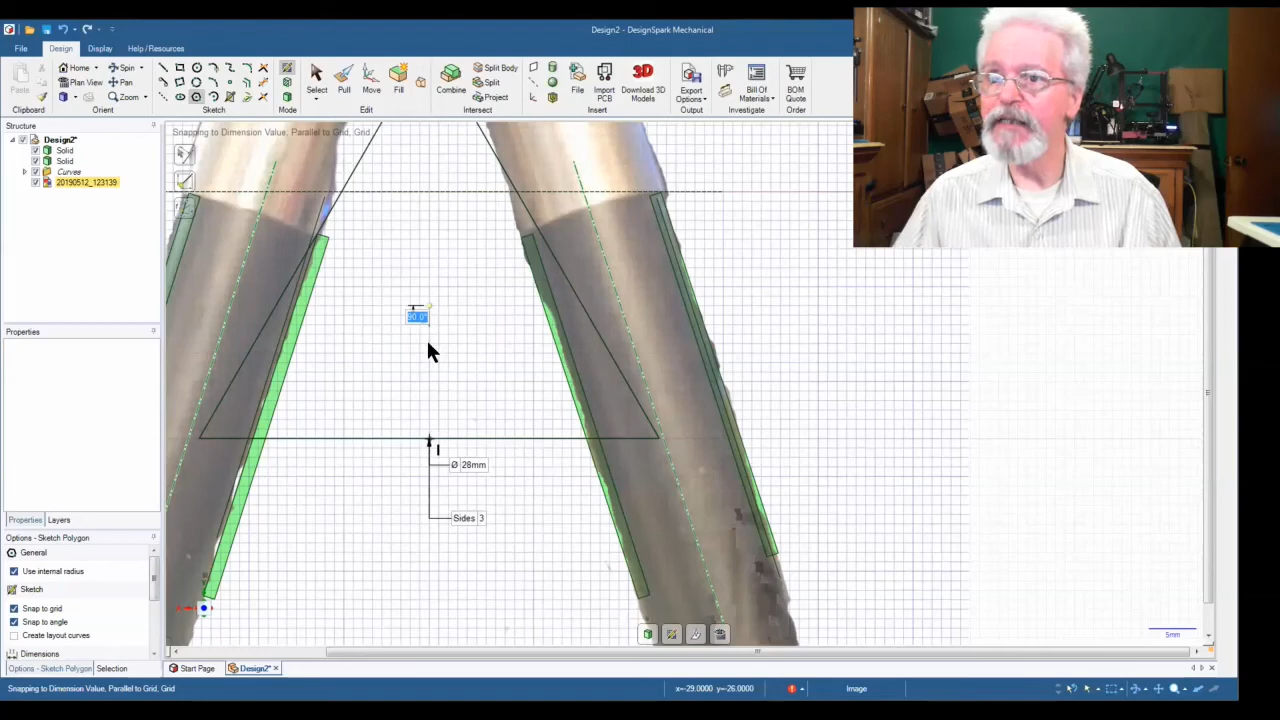 Design2 - DesignSpark Mechanical
File Design Display Help / Resources
Paste
Clipboard
Home Spin
Plan View Pan
Zoom
Orient
Sketch
Mode
Select Pull Move Fill
Edit
Combine Split Body
Split
Project
Intersect
File Import PCB Download 3D Models
3D
Insert
Export Options
Output
Bill Of Materials
Investigate
BOM Quote
Order
Structure
Design2*
Solid
Solid
Curves
20190512_123139
Properties
Properties Layers
Options - Sketch Polygon
General
Use internal radius
Sketch
Snap to grid
Snap to angle
Create layout curves
Dimensions
Options - Sketch Polygon Selection
Snapping to Dimension Value, Parallel to Grid, Grid
90.0°
Ø 28mm
Sides 3
5mm
Start Page Design2*
Snapping to Dimension Value, Parallel to Grid, Grid
x=-29.0000 y=-26.0000 Image